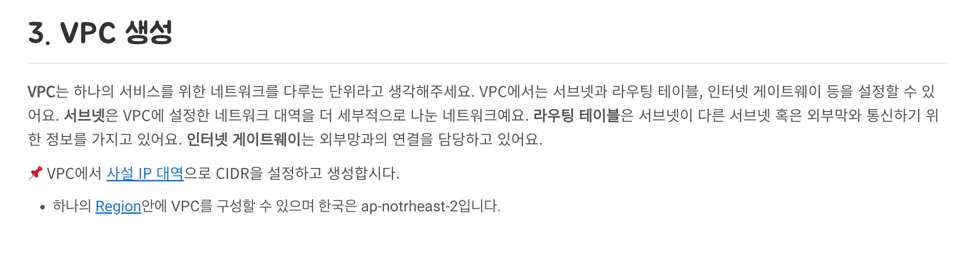 3. VPC 생성
VPC는 하나의 서비스를 위한 네트워크를 다루는 단위라고 생각해주세요. VPC에서는 서브넷과 라우팅 테이블, 인터넷 게이트웨이 등을 설정할 수 있
어요. 서브넷은 VPC에 설정한 네트워크 대역을 더 세부적으로 나눈 네트워크예요. 라우팅 테이블은 서브넷이 다른 서브넷 혹은 외부망과 통신하기 위
한 정보를 가지고 있어요. 인터넷 게이트웨이는 외부망과의 연결을 담당하고 있어요.
📌 VPC에서 사설 IP 대역으로 CIDR을 설정하고 생성합시다.
• 하나의 Region안에 VPC를 구성할 수 있으며 한국은 ap-notrheast-2입니다.